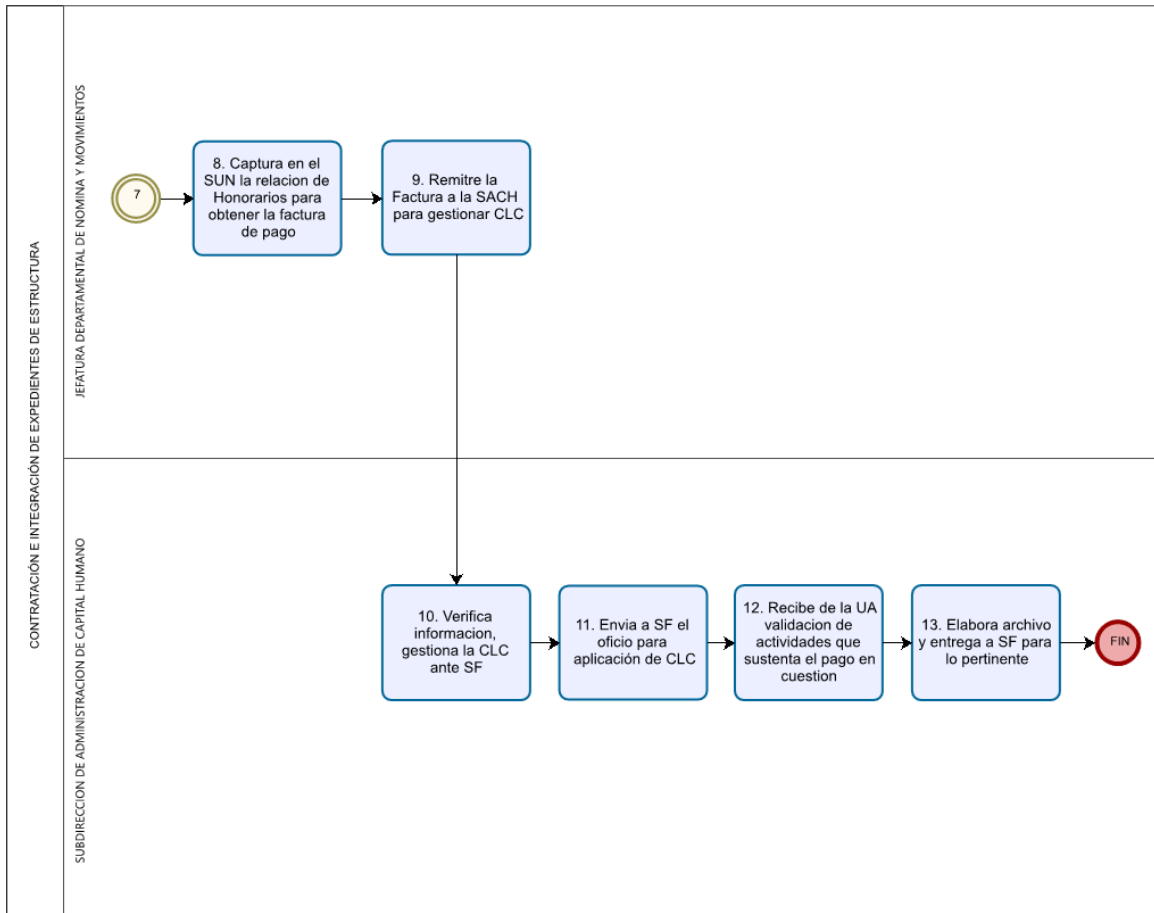 CONTRATACIÓN E INTEGRACIÓN DE EXPEDIENTES DE ESTRUCTURA
JEFATURA DEPARTAMENTAL DE NOMINA Y MOVIMIENTOS
7
8. Captura en el
SUN la relacion de
Honorarios para
obtener la factura
de pago
9. Remitre la
Factura a la SACH
para gestionar CLC
SUBDIRECCION DE ADMINISTRACION DE CAPITAL HUMANO
10. Verifica
informacion,
gestiona la CLC
ante SF
11. Envia a SF el
oficio para
aplicación de CLC
12. Recibe de la UA
validacion de
actividades que
sustenta el pago en
cuestion
13. Elabora archivo
y entrega a SF para
lo pertinente
FIN